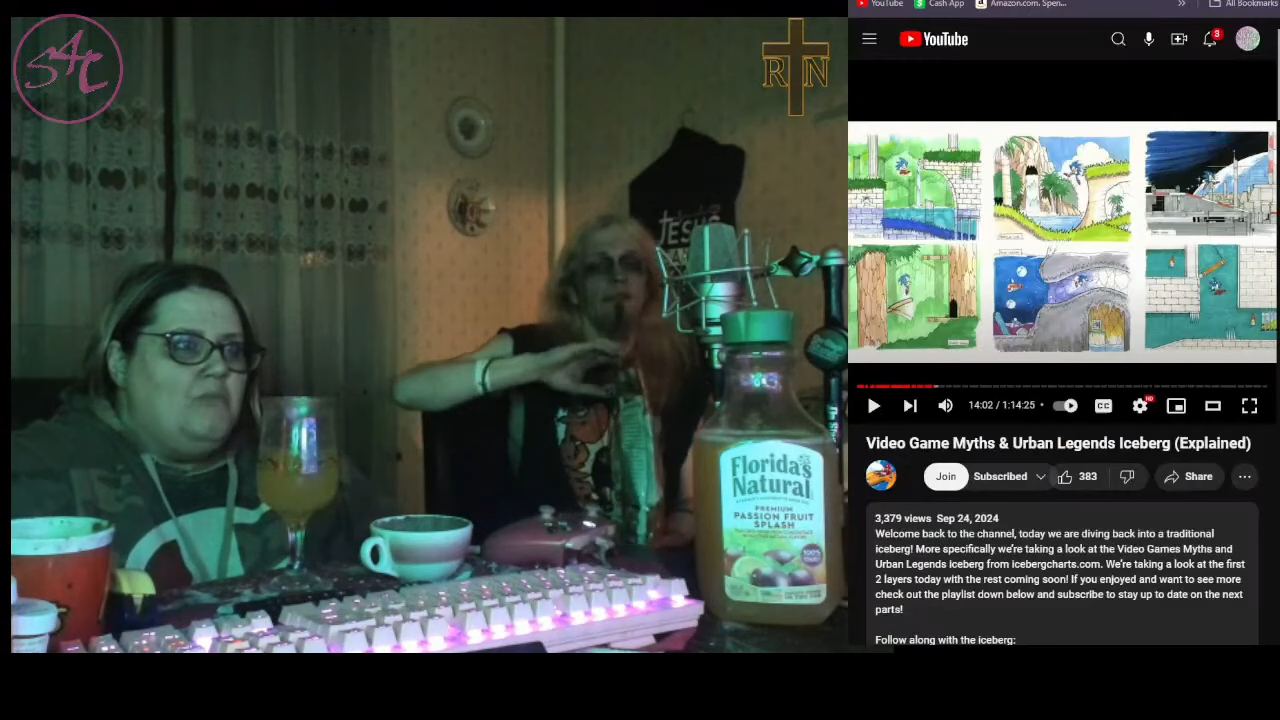 S4C
RTN
JESUS
Florida's
Natural
PREMIUM
PASSION FRUIT
SPLASH
100%
YouTube
Cash App
Amazon.com. Spen...
»
All Bookmarks
YouTube
3
14:02 / 1:14:25
CC
HD
Video Game Myths & Urban Legends Iceberg (Explained)
Join
Subscribed
383
Share
3,379 views Sep 24, 2024
Welcome back to the channel, today we are diving back into a traditional
iceberg! More specifically we're taking a look at the Video Games Myths and
Urban Legends Iceberg from icebergcharts.com. We're taking a look at the first
2 layers today with the rest coming soon! If you enjoyed and want to see more
check out the playlist down below and subscribe to stay up to date on the next
parts!
Follow along with the iceberg: